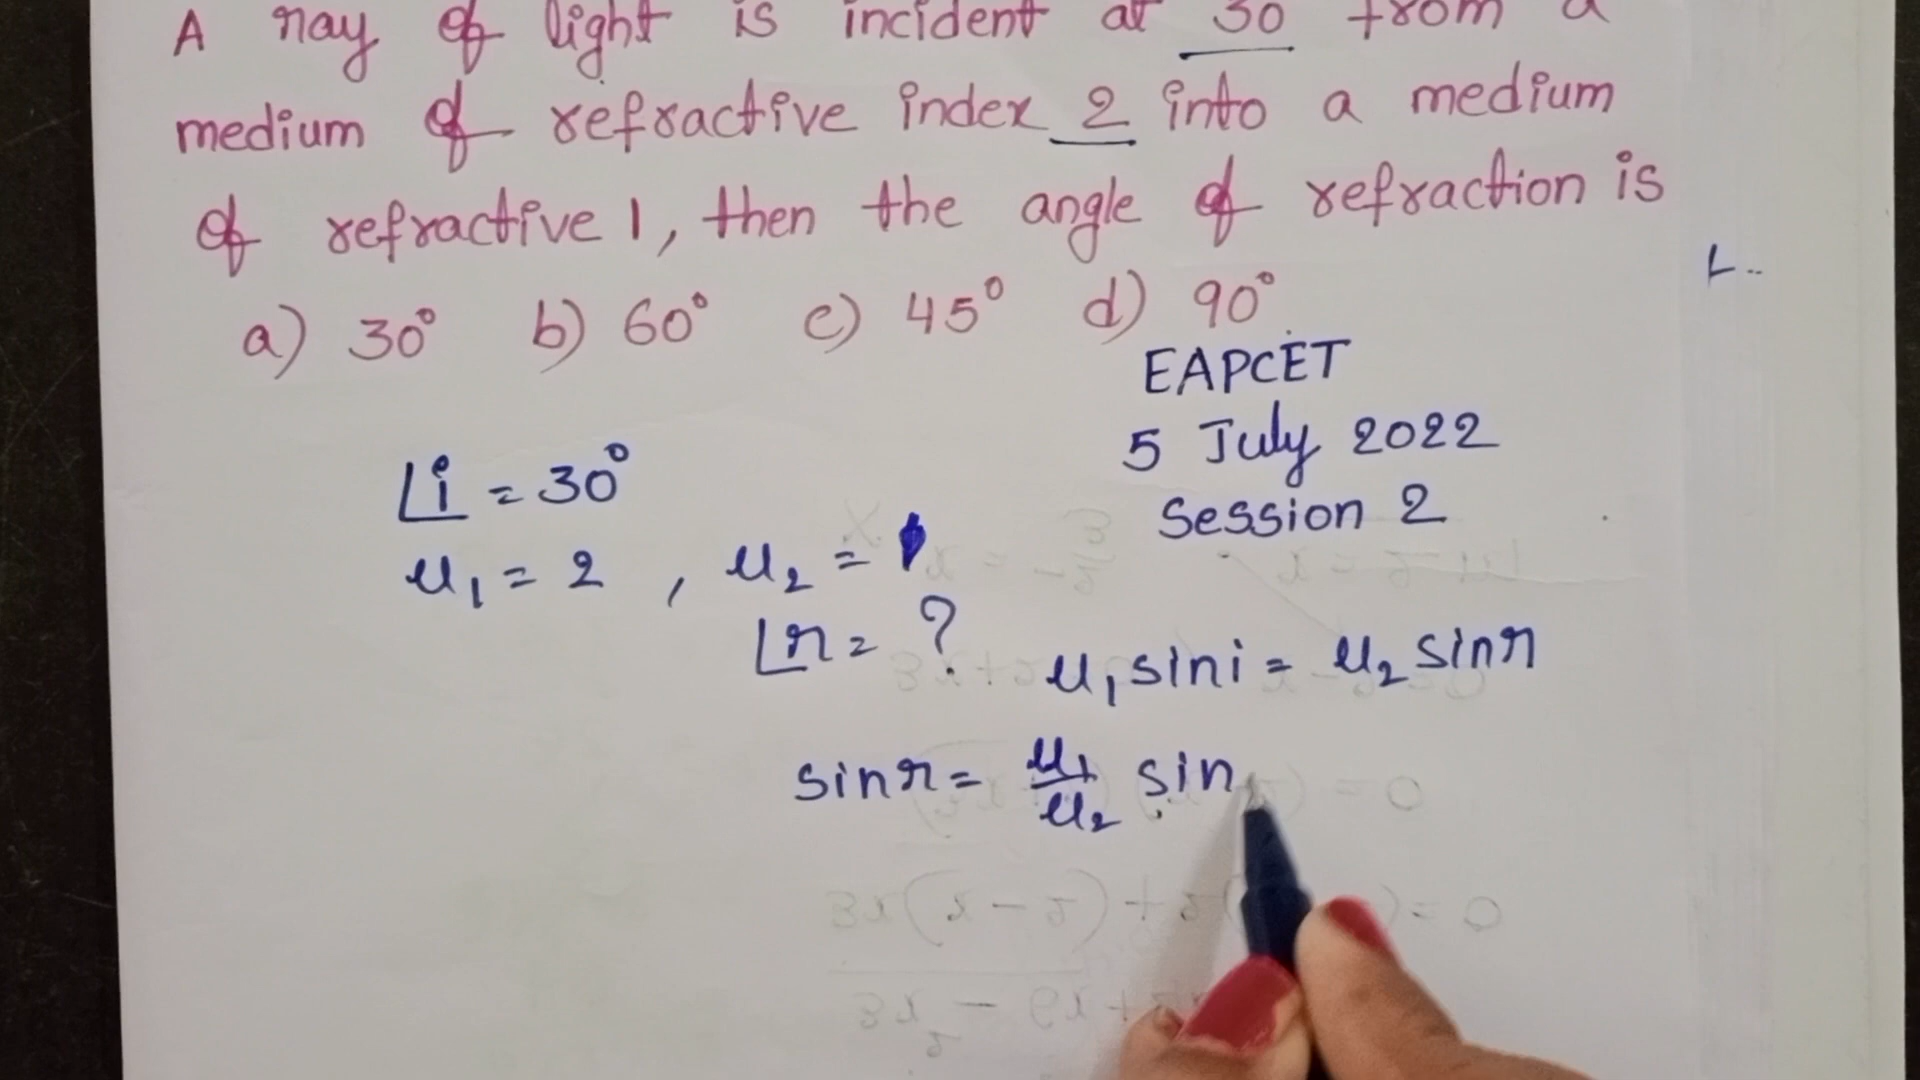 A ray of light is incident at 30 from a
medium of refractive index 2 into a medium
of refractive 1, then the angle of refraction is
a) 30° b) 60° c) 45° d) 90°
EAPCET
5 July 2022
Session 2
∠i = 30°
μ₁ = 2 , μ₂ = 1
∠r = ?
μ₁ sin i = μ₂ sin r
sin r = μ₁/μ₂ sin